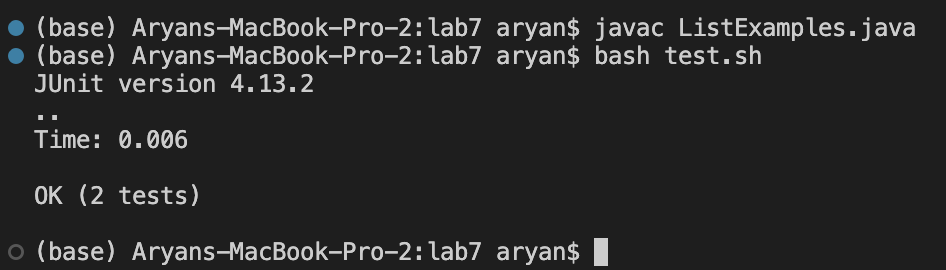 (base) Aryans-MacBook-Pro-2:lab7 aryan$ javac ListExamples.java
(base) Aryans-MacBook-Pro-2:lab7 aryan$ bash test.sh
JUnit version 4.13.2
..
Time: 0.006
OK (2 tests)
(base) Aryans-MacBook-Pro-2:lab7 aryan$